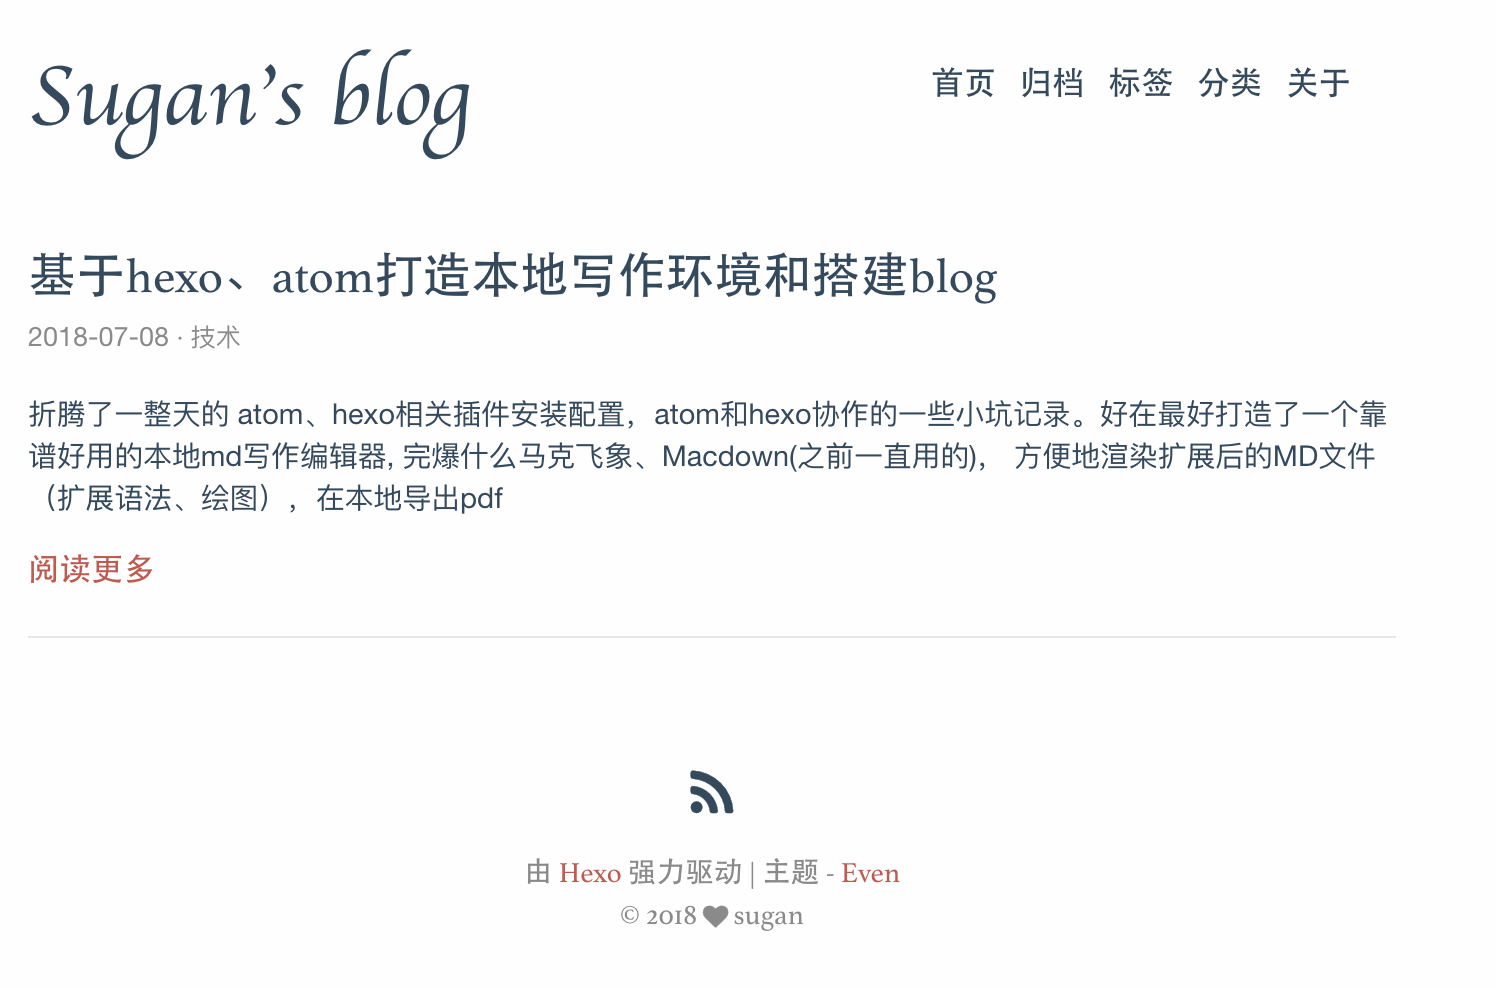 Sugan's blog
首页 归档 标签 分类 关于
基于hexo、atom打造本地写作环境和搭建blog
2018-07-08 · 技术
折腾了一整天的 atom、hexo相关插件安装配置，atom和hexo协作的一些小坑记录。好在最好打造了一个靠
谱好用的本地md写作编辑器, 完爆什么马克飞象、Macdown(之前一直用的)， 方便地渲染扩展后的MD文件
（扩展语法、绘图），在本地导出pdf
阅读更多
由 Hexo 强力驱动 | 主题 - Even
© 2018 ♥ sugan